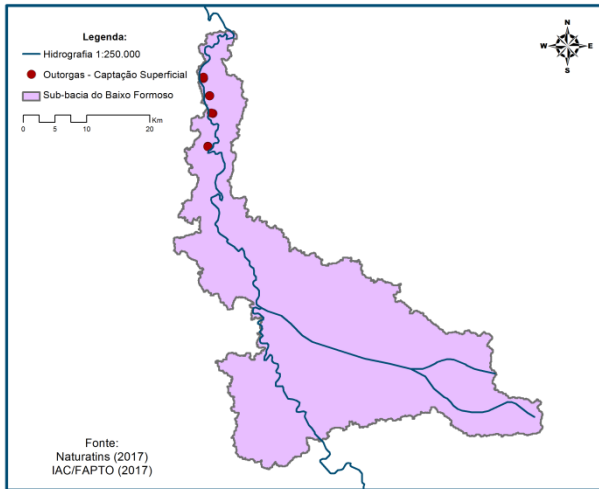 Legenda:
Hidrografia 1:250.000
Outorgas - Captação Superficial
Sub-bacia do Baixo Formoso
Km
0 5 10 20
N
W E
S
Fonte:
Naturatins (2017)
IAC/FAPTO (2017)